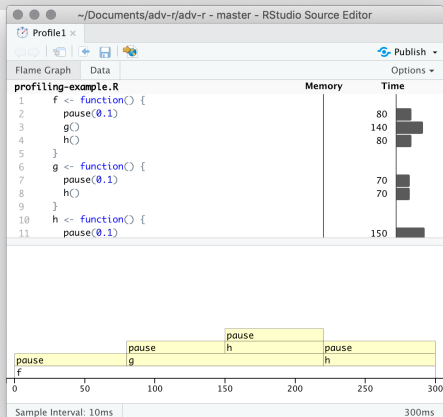 ~/Documents/adv-r/adv-r - master - RStudio Source Editor
Profile1
Publish
Flame Graph Data Options
profiling-example.R Memory Time
1 f <- function() {
2 pause(0.1) 80
3 g() 140
4 h() 80
5 }
6 g <- function() {
7 pause(0.1) 70
8 h() 70
9 }
10 h <- function() {
11 pause(0.1) 150
pause
pause h pause
pause g h
f
0 50 100 150 200 250 300
Sample Interval: 10ms 300ms